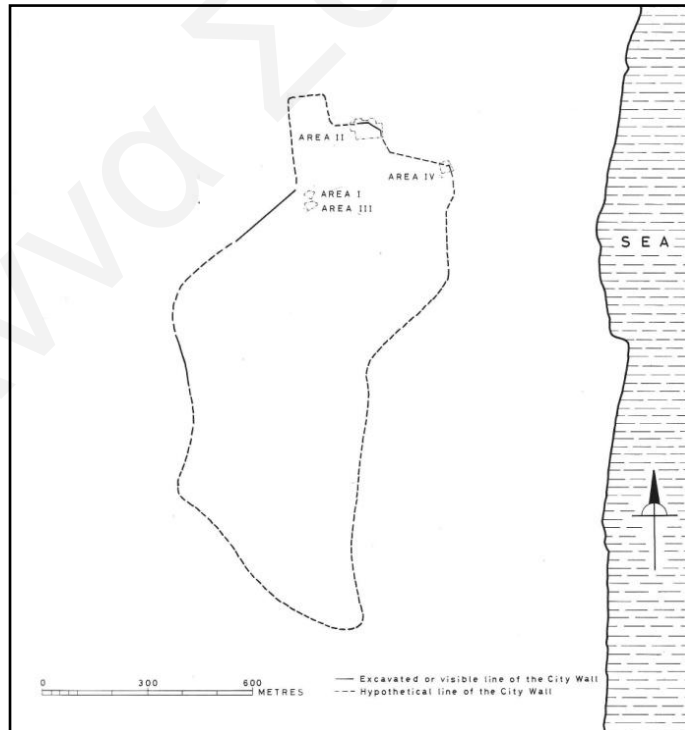 AREA II
AREA IV
AREA I
AREA III
SEA
0 300 600 METRES
Excavated or visible line of the City Wall
Hypothetical line of the City Wall